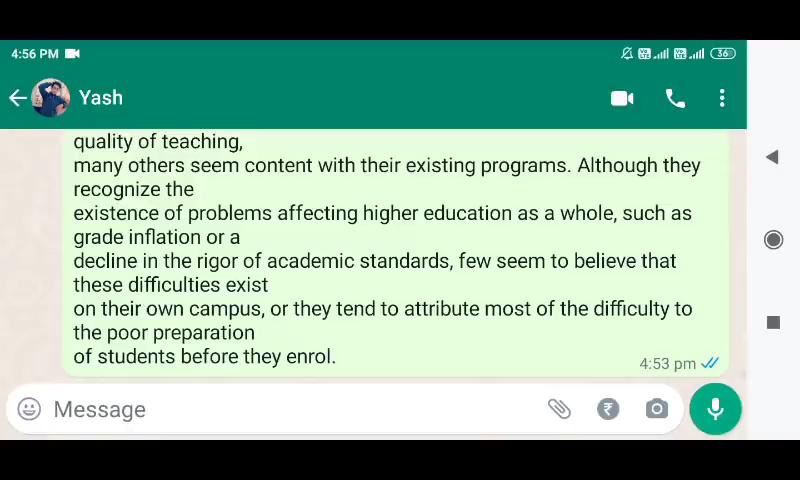 4:56 PM
36
Yash
quality of teaching,
many others seem content with their existing programs. Although they
recognize the
existence of problems affecting higher education as a whole, such as
grade inflation or a
decline in the rigor of academic standards, few seem to believe that
these difficulties exist
on their own campus, or they tend to attribute most of the difficulty to
the poor preparation
of students before they enrol.
4:53 pm
Message